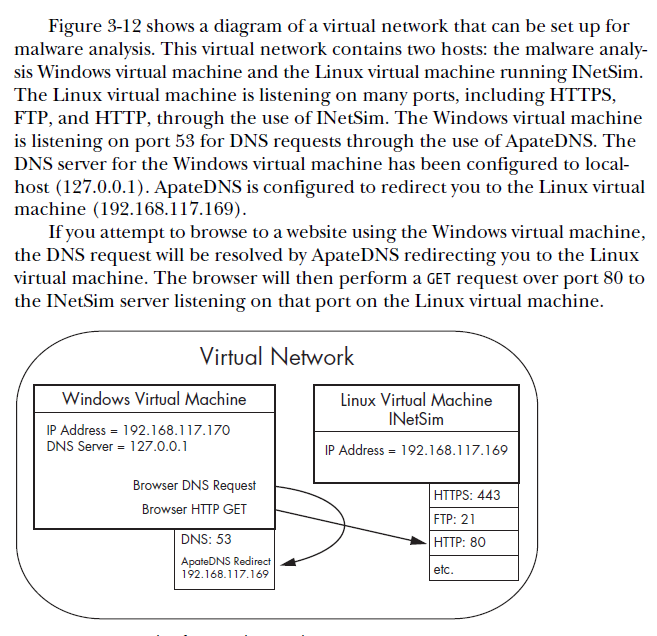 Figure 3-12 shows a diagram of a virtual network that can be set up for
malware analysis. This virtual network contains two hosts: the malware analy-
sis Windows virtual machine and the Linux virtual machine running INetSim.
The Linux virtual machine is listening on many ports, including HTTPS,
FTP, and HTTP, through the use of INetSim. The Windows virtual machine
is listening on port 53 for DNS requests through the use of ApateDNS. The
DNS server for the Windows virtual machine has been configured to local-
host (127.0.0.1). ApateDNS is configured to redirect you to the Linux virtual
machine (192.168.117.169).
If you attempt to browse to a website using the Windows virtual machine,
the DNS request will be resolved by ApateDNS redirecting you to the Linux
virtual machine. The browser will then perform a GET request over port 80 to
the INetSim server listening on that port on the Linux virtual machine.
Virtual Network
Windows Virtual Machine
IP Address = 192.168.117.170
DNS Server = 127.0.0.1
Browser DNS Request
Browser HTTP GET
DNS: 53
ApateDNS Redirect
192.168.117.169
Linux Virtual Machine
INetSim
IP Address = 192.168.117.169
HTTPS: 443
FTP: 21
HTTP: 80
etc.